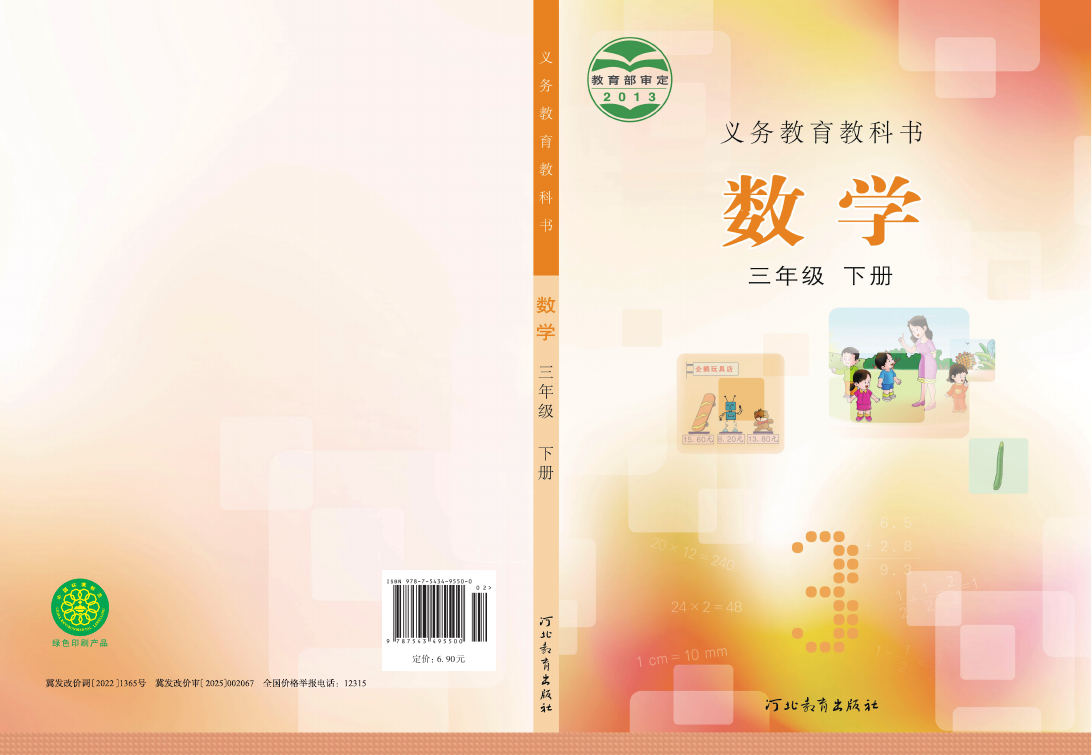 义务教育教科书
数学
三年级 下册
河北教育出版社
教育部审定
2013
义务教育教科书
数学
三年级 下册
企鹅玩具店
15.60元 8.20元 13.80元
6.5
+ 2.8
9.3
20×12=240
24×2=48
1 cm=10 mm
河北教育出版社
绿色印刷产品
ISBN 978-7-5434-9550-0
02>
9 787543 495500
定价：6.90元
冀发改价调[2022]1365号 冀发改价审[2025]002067 全国价格举报电话：12315